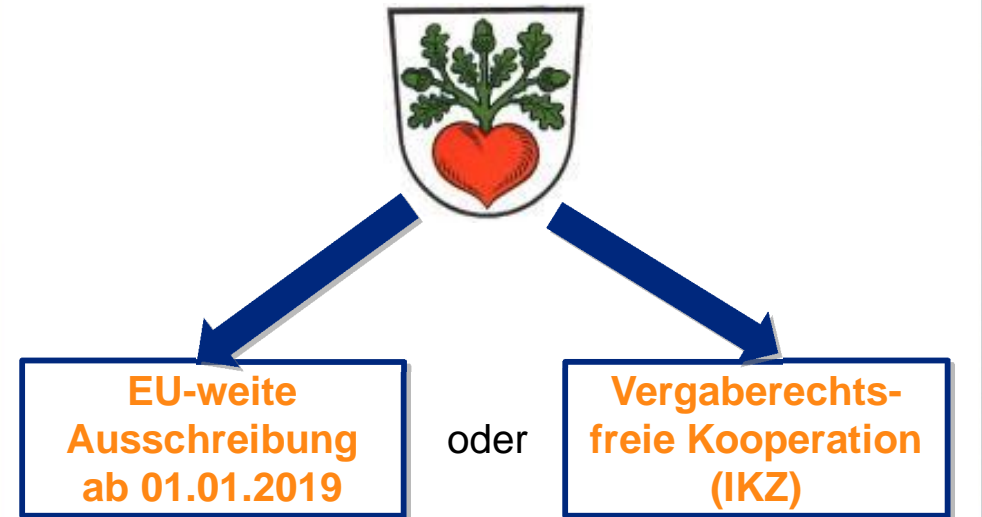 EU-weite
Ausschreibung
ab 01.01.2019
oder
Vergaberechts-
freie Kooperation
(IKZ)